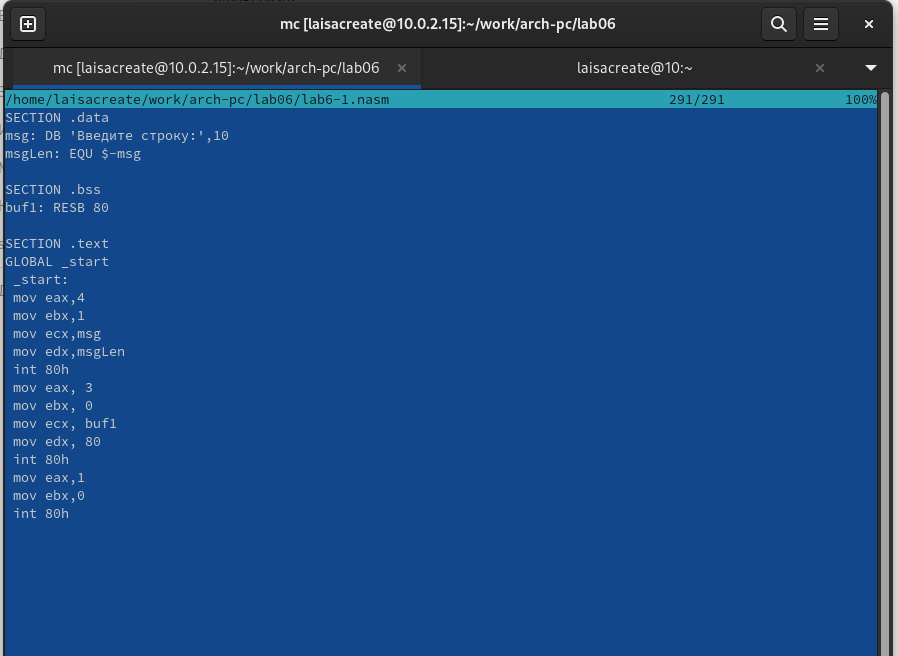 mc [laisacreate@10.0.2.15]:~/work/arch-pc/lab06
mc [laisacreate@10.0.2.15]:~/work/arch-pc/lab06
laisacreate@10:~
/home/laisacreate/work/arch-pc/lab06/lab6-1.nasm 291/291 100%
SECTION .data
msg: DB 'Введите строку:',10
msgLen: EQU $-msg
SECTION .bss
buf1: RESB 80
SECTION .text
GLOBAL _start
_start:
mov eax,4
mov ebx,1
mov ecx,msg
mov edx,msgLen
int 80h
mov eax, 3
mov ebx, 0
mov ecx, buf1
mov edx, 80
int 80h
mov eax,1
mov ebx,0
int 80h